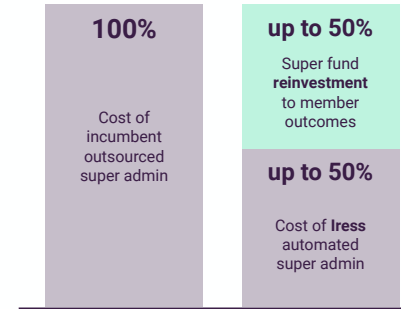 100%
Cost of
incumbent
outsourced
super admin
up to 50%
Super fund
reinvestment
to member
outcomes
up to 50%
Cost of Iress
automated
super admin